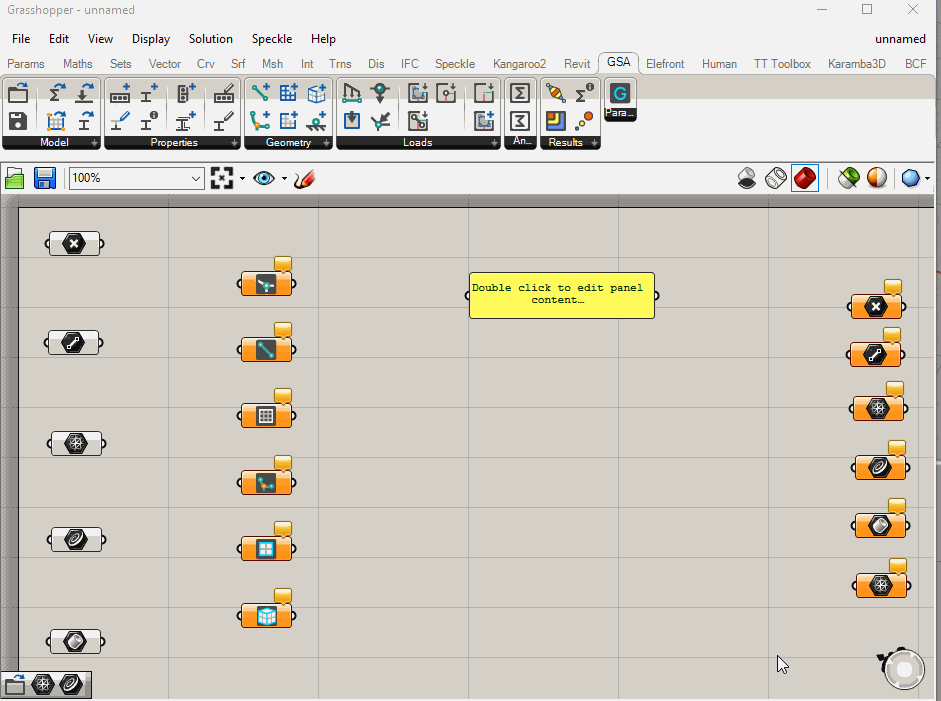 Grasshopper - unnamed
File Edit View Display Solution Speckle Help unnamed
Params Maths Sets Vector Crv Srf Msh Int Trns Dis IFC Speckle Kangaroo2 Revit GSA Elefront Human TT Toolbox Karamba3D BCF
G
Para...
Model Properties Geometry Loads An... Results
100%
Double click to edit panel
content…